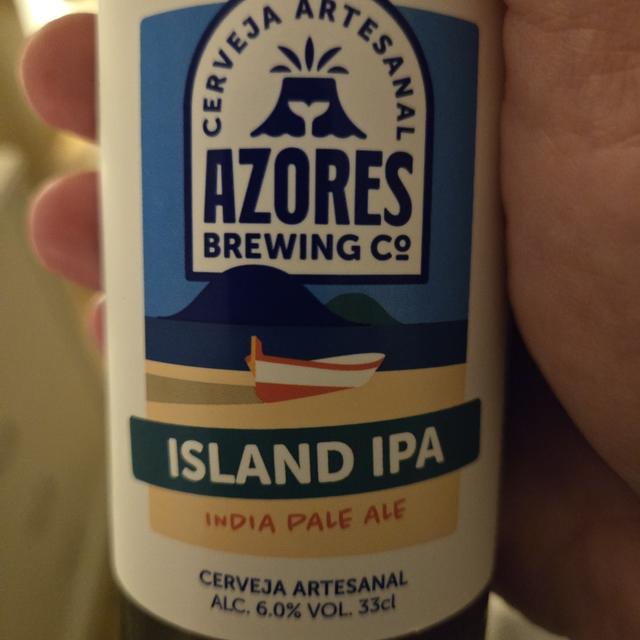 CERVEJA ARTESANAL
AZORES
BREWING Cº
ISLAND IPA
INDIA PALE ALE
CERVEJA ARTESANAL
ALC. 6.0% VOL. 33cl